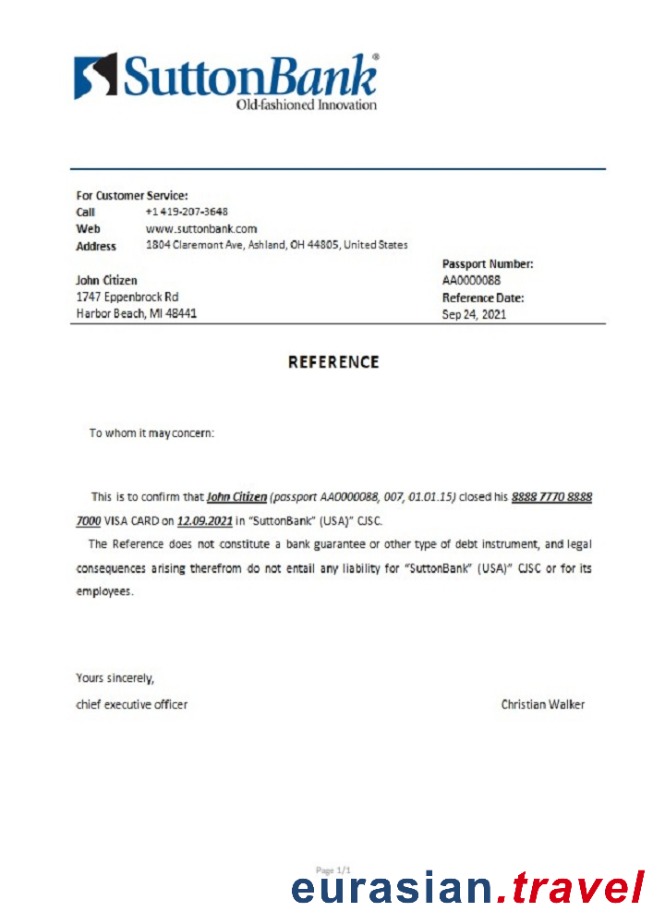 SuttonBank®
Old-fashioned Innovation
For Customer Service:
Call +1 419-207-3648
Web www.suttonbank.com
Address 1804 Claremont Ave, Ashland, OH 44805, United States
Passport Number:
John Citizen AA0000088
1747 Eppenbrock Rd Reference Date:
Harbor Beach, MI 48441 Sep 24, 2021
REFERENCE
To whom it may concern:
This is to confirm that John Citizen (passport AA0000088, 007, 01.01.15) closed his 8888 7770 8888
7000 VISA CARD on 12.09.2021 in “SuttonBank” (USA)” CJSC.
The Reference does not constitute a bank guarantee or other type of debt instrument, and legal
consequences arising therefrom do not entail any liability for “SuttonBank” (USA)” CJSC or for its
employees.
Yours sincerely,
chief executive officer Christian Walker
Page 1/1
eurasian.travel